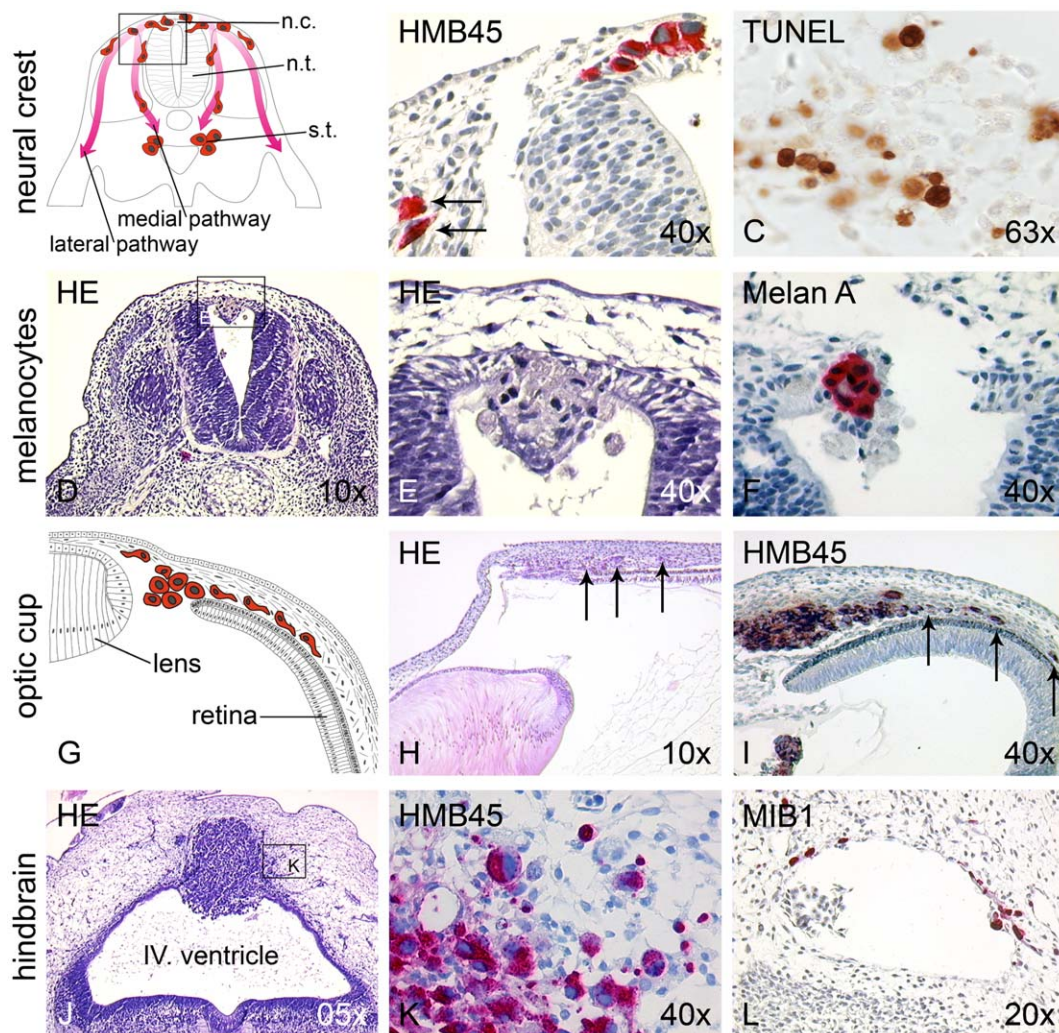 neural crest
n.c.
n.t.
s.t.
medial pathway
lateral pathway
HMB45
40x
TUNEL
C
63x
melanocytes
HE
E
D
10x
HE
E
40x
Melan A
F
40x
optic cup
lens
retina
G
HE
H
10x
HMB45
I
40x
hindbrain
HE
K
IV. ventricle
J
05x
HMB45
K
40x
MIB1
L
20x